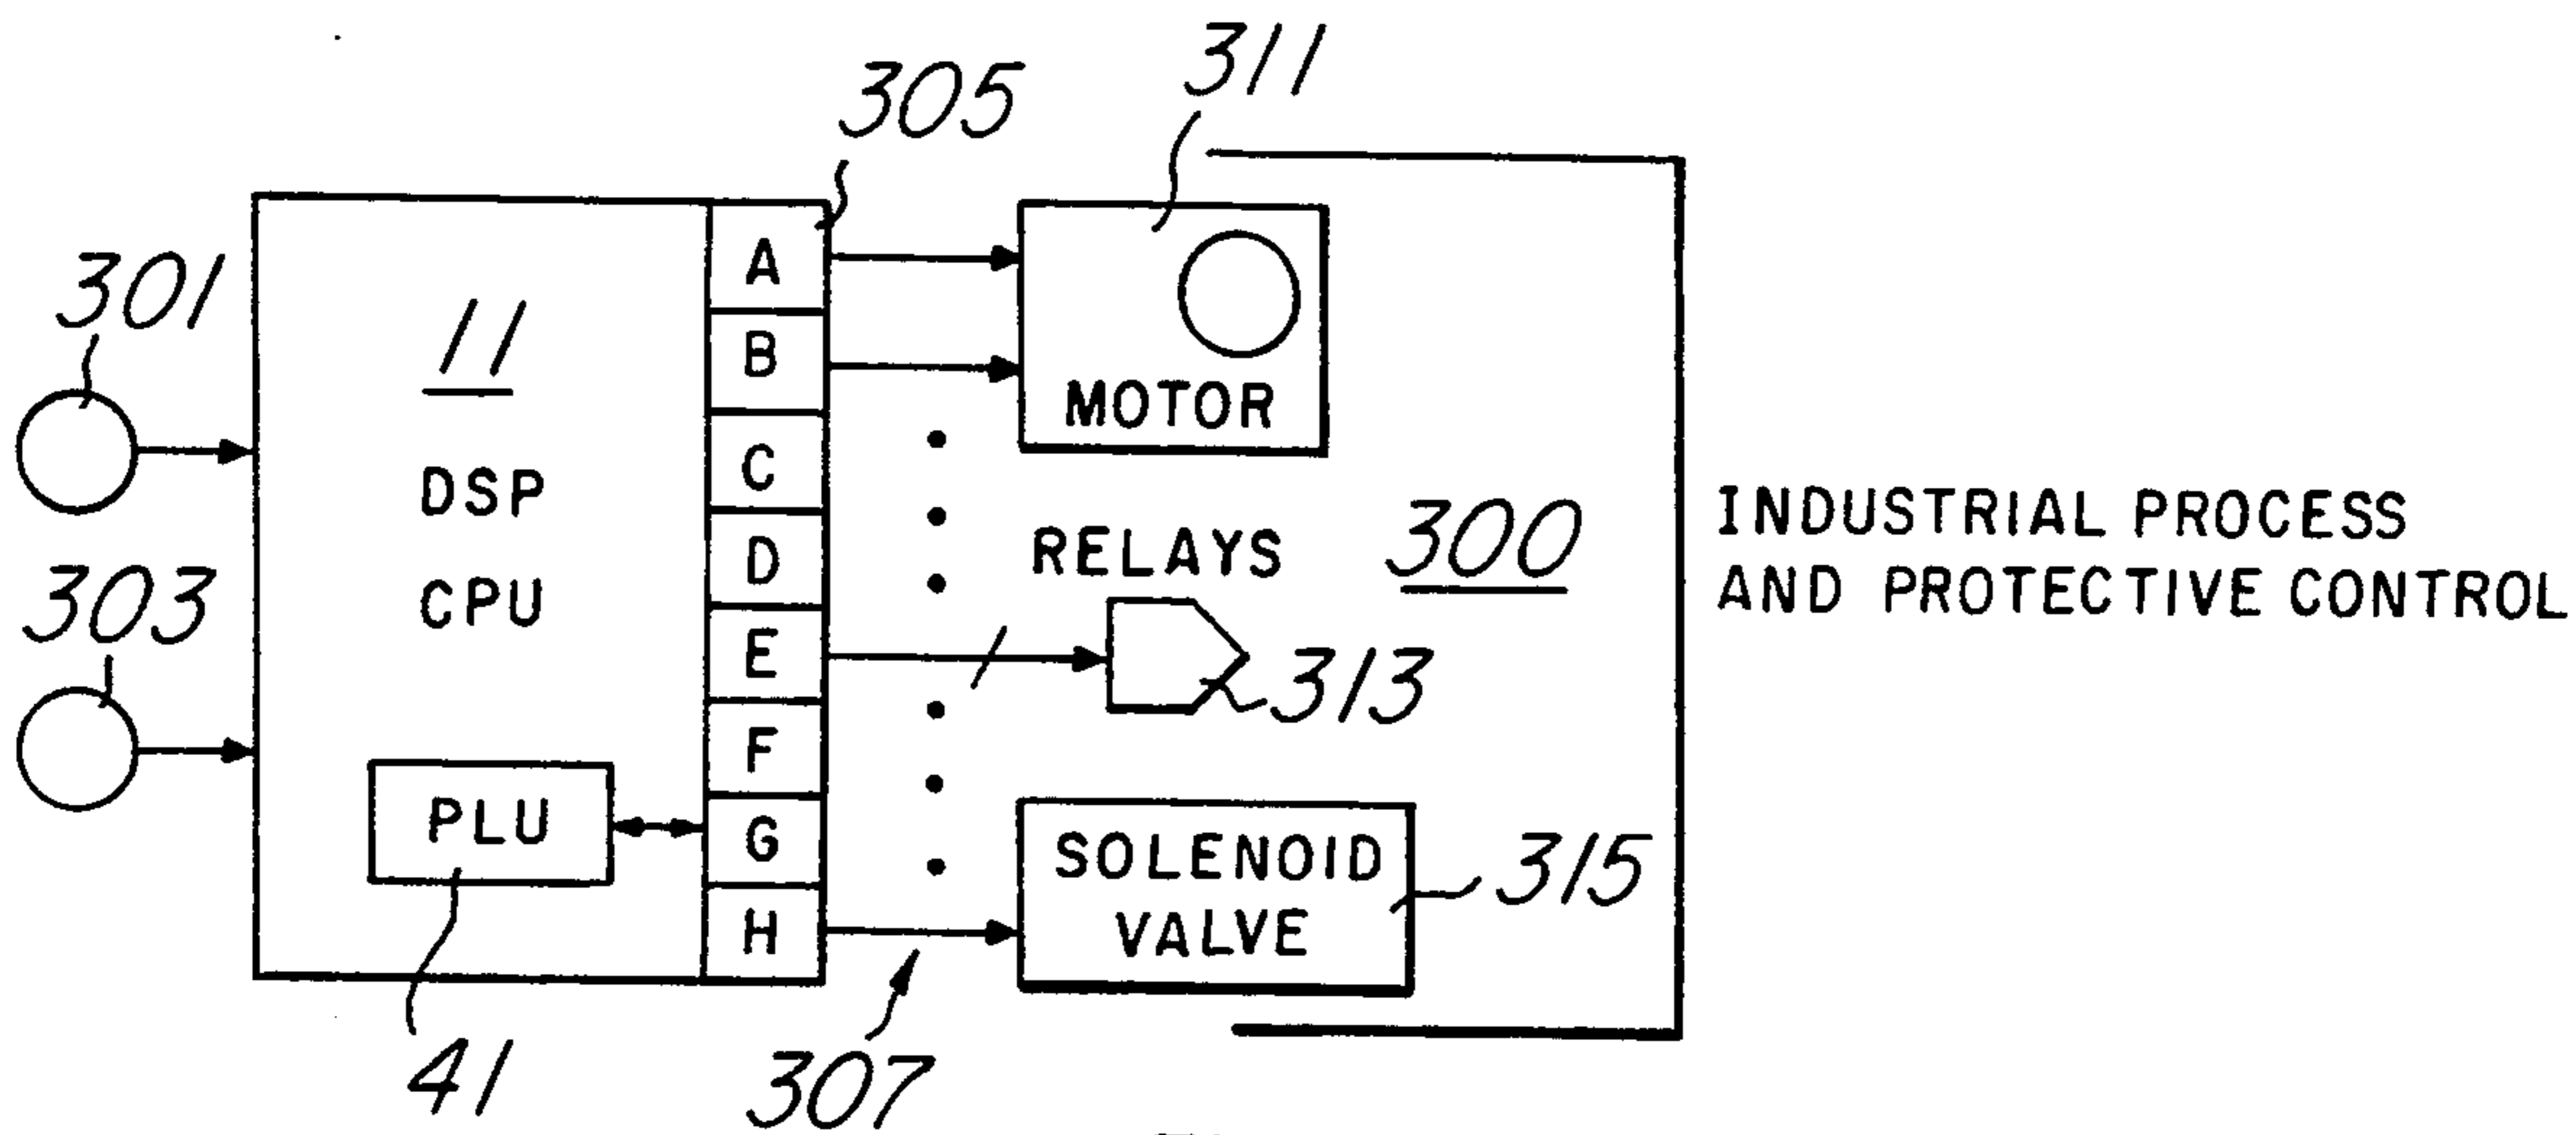 311
305
301
11
DSP
CPU
303
A
B
C
D
E
F
G
H
MOTOR
RELAYS
300
313
SOLENOID
VALVE
315
PLU
41
307
INDUSTRIAL PROCESS
AND PROTECTIVE CONTROL